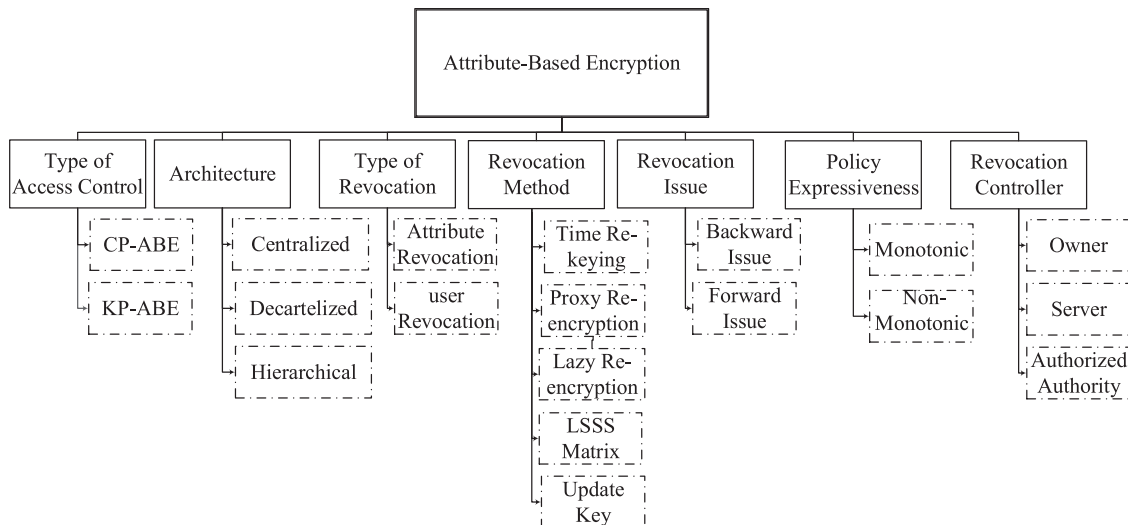 Attribute-Based Encryption
Type of
Access Control
Architecture
Type of
Revocation
Revocation
Method
Revocation
Issue
Policy
Expressiveness
Revocation
Controller
CP-ABE
KP-ABE
Centralized
Decartelized
Hierarchical
Attribute
Revocation
user
Revocation
Time Re-
keying
Proxy Re-
encryption
Lazy Re-
encryption
LSSS
Matrix
Update
Key
Backward
Issue
Forward
Issue
Monotonic
Non-
Monotonic
Owner
Server
Authorized
Authority